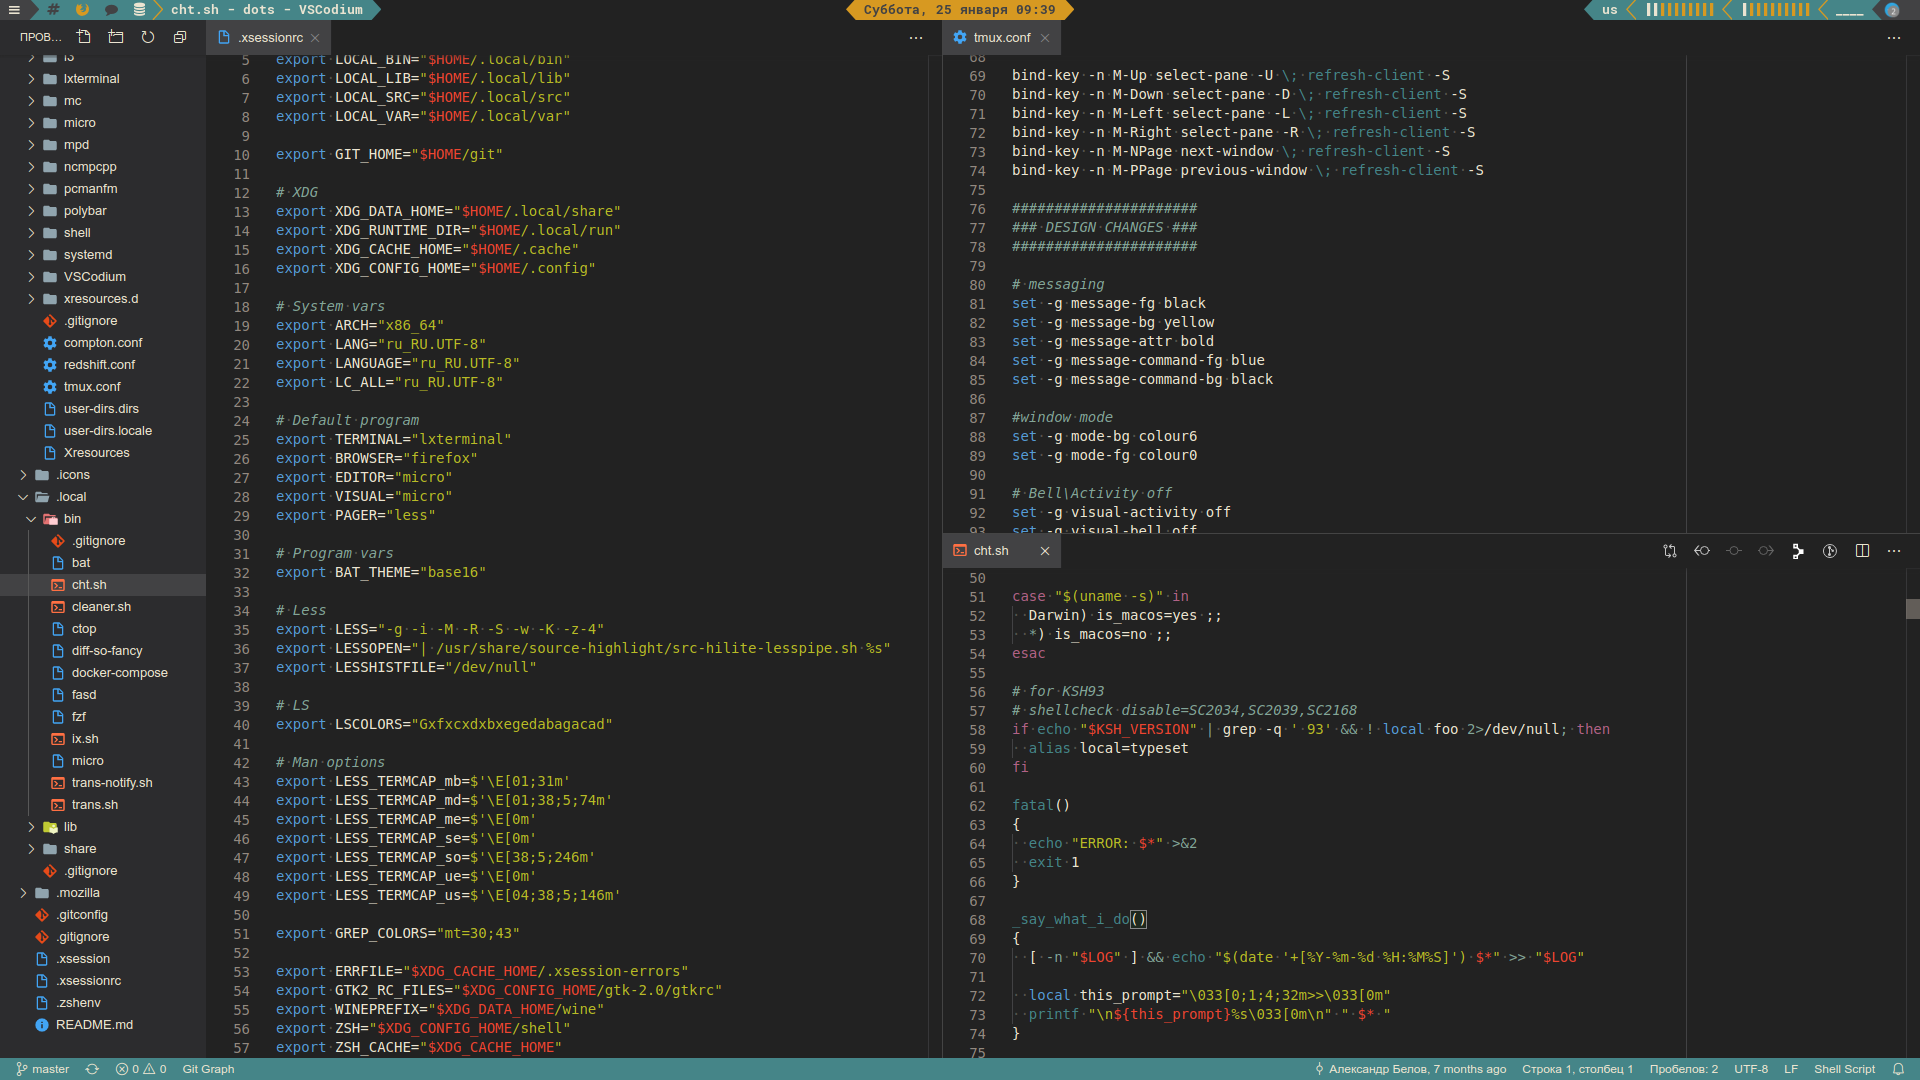 # cht.sh - dots - VSCodium
Суббота, 25 января 09:39
us
ПРОБ...
i3
lxterminal
mc
micro
mpd
ncmpcpp
pcmanfm
polybar
shell
systemd
VSCodium
xresources.d
.gitignore
compton.conf
redshift.conf
tmux.conf
user-dirs.dirs
user-dirs.locale
Xresources
.icons
.local
bin
.gitignore
bat
cht.sh
cleaner.sh
ctop
diff-so-fancy
docker-compose
fasd
fzf
ix.sh
micro
trans-notify.sh
trans.sh
lib
share
.gitignore
.mozilla
.gitconfig
.gitignore
.xsession
.xsessionrc
.zshenv
README.md
.xsessionrc
5 export LOCAL_BIN="$HOME/.local/bin"
6 export LOCAL_LIB="$HOME/.local/lib"
7 export LOCAL_SRC="$HOME/.local/src"
8 export LOCAL_VAR="$HOME/.local/var"
9
10 export GIT_HOME="$HOME/git"
11
12 # XDG
13 export XDG_DATA_HOME="$HOME/.local/share"
14 export XDG_RUNTIME_DIR="$HOME/.local/run"
15 export XDG_CACHE_HOME="$HOME/.cache"
16 export XDG_CONFIG_HOME="$HOME/.config"
17
18 # System vars
19 export ARCH="x86_64"
20 export LANG="ru_RU.UTF-8"
21 export LANGUAGE="ru_RU.UTF-8"
22 export LC_ALL="ru_RU.UTF-8"
23
24 # Default program
25 export TERMINAL="lxterminal"
26 export BROWSER="firefox"
27 export EDITOR="micro"
28 export VISUAL="micro"
29 export PAGER="less"
30
31 # Program vars
32 export BAT_THEME="base16"
33
34 # Less
35 export LESS="-g -i -M -R -S -w -K -z-4"
36 export LESSOPEN="| /usr/share/source-highlight/src-hilite-lesspipe.sh %s"
37 export LESSHISTFILE="/dev/null"
38
39 # LS
40 export LSCOLORS="Gxfxcxdxbxegedabagacad"
41
42 # Man options
43 export LESS_TERMCAP_mb=$'\E[01;31m'
44 export LESS_TERMCAP_md=$'\E[01;38;5;74m'
45 export LESS_TERMCAP_me=$'\E[0m'
46 export LESS_TERMCAP_se=$'\E[0m'
47 export LESS_TERMCAP_so=$'\E[38;5;246m'
48 export LESS_TERMCAP_ue=$'\E[0m'
49 export LESS_TERMCAP_us=$'\E[04;38;5;146m'
50
51 export GREP_COLORS="mt=30;43"
52
53 export ERRFILE="$XDG_CACHE_HOME/.xsession-errors"
54 export GTK2_RC_FILES="$XDG_CONFIG_HOME/gtk-2.0/gtkrc"
55 export WINEPREFIX="$XDG_DATA_HOME/wine"
56 export ZSH="$XDG_CONFIG_HOME/shell"
57 export ZSH_CACHE="$XDG_CACHE_HOME"
tmux.conf
68
69 bind-key -n M-Up select-pane -U \; refresh-client -S
70 bind-key -n M-Down select-pane -D \; refresh-client -S
71 bind-key -n M-Left select-pane -L \; refresh-client -S
72 bind-key -n M-Right select-pane -R \; refresh-client -S
73 bind-key -n M-NPage next-window \; refresh-client -S
74 bind-key -n M-PPage previous-window \; refresh-client -S
75
76 ######################
77 ### DESIGN CHANGES ###
78 ######################
79
80 # messaging
81 set -g message-fg black
82 set -g message-bg yellow
83 set -g message-attr bold
84 set -g message-command-fg blue
85 set -g message-command-bg black
86
87 #window mode
88 set -g mode-bg colour6
89 set -g mode-fg colour0
90
91 # Bell\Activity off
92 set -g visual-activity off
93 set -g visual-bell off
cht.sh
50
51 case "$(uname -s)" in
52 Darwin) is_macos=yes ;;
53 *) is_macos=no ;;
54 esac
55
56 # for KSH93
57 # shellcheck disable=SC2034,SC2039,SC2168
58 if echo "$KSH_VERSION" | grep -q ' 93' && ! local foo 2>/dev/null; then
59 alias local=typeset
60 fi
61
62 fatal()
63 {
64 echo "ERROR: $*" >&2
65 exit 1
66 }
67
68 _say_what_i_do()
69 {
70 [ -n "$LOG" ] && echo "$(date '+[%Y-%m-%d %H:%M%S]') $*" >> "$LOG"
71
72 local this_prompt="\033[0;1;4;32m>>\033[0m"
73 printf "\n${this_prompt}%s\033[0m\n" " $* "
74 }
75
master 0 0 Git Graph
Александр Белов, 7 months ago Строка 1, столбец 1 Пробелов: 2 UTF-8 LF Shell Script